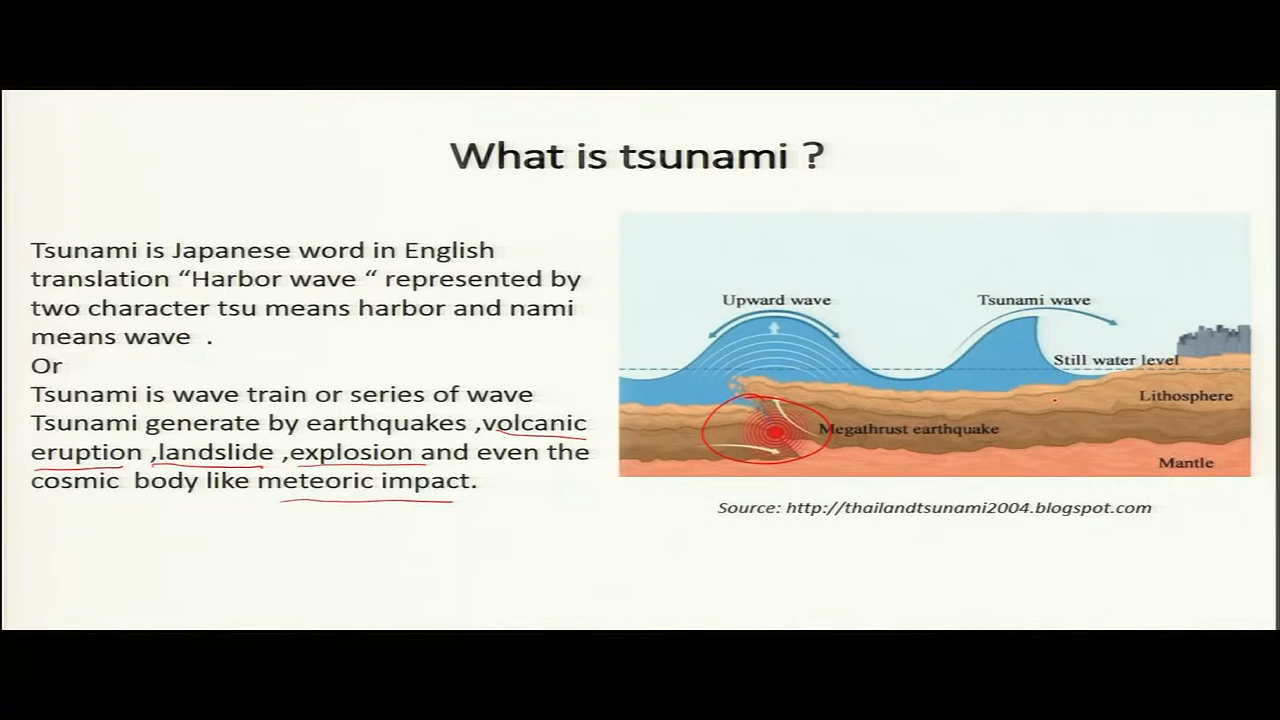 What is tsunami ?
Tsunami is Japanese word in English
translation “Harbor wave “ represented by
two character tsu means harbor and nami
means wave .
Or
Tsunami is wave train or series of wave
Tsunami generate by earthquakes ,volcanic
eruption ,landslide ,explosion and even the
cosmic body like meteoric impact.
Upward wave
Tsunami wave
Still water level
Lithosphere
Megathrust earthquake
Mantle
Source: http://thailandtsunami2004.blogspot.com